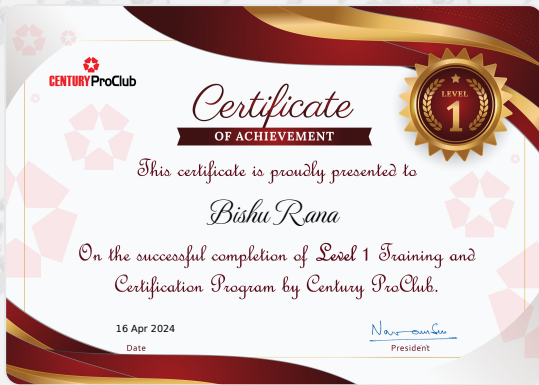 CENTURY ProClub
Certificate
OF ACHIEVEMENT
LEVEL
1
This certificate is proudly presented to
Bishu Rana
On the successful completion of Level 1 Training and
Certification Program by Century ProClub.
16 Apr 2024
Date
President